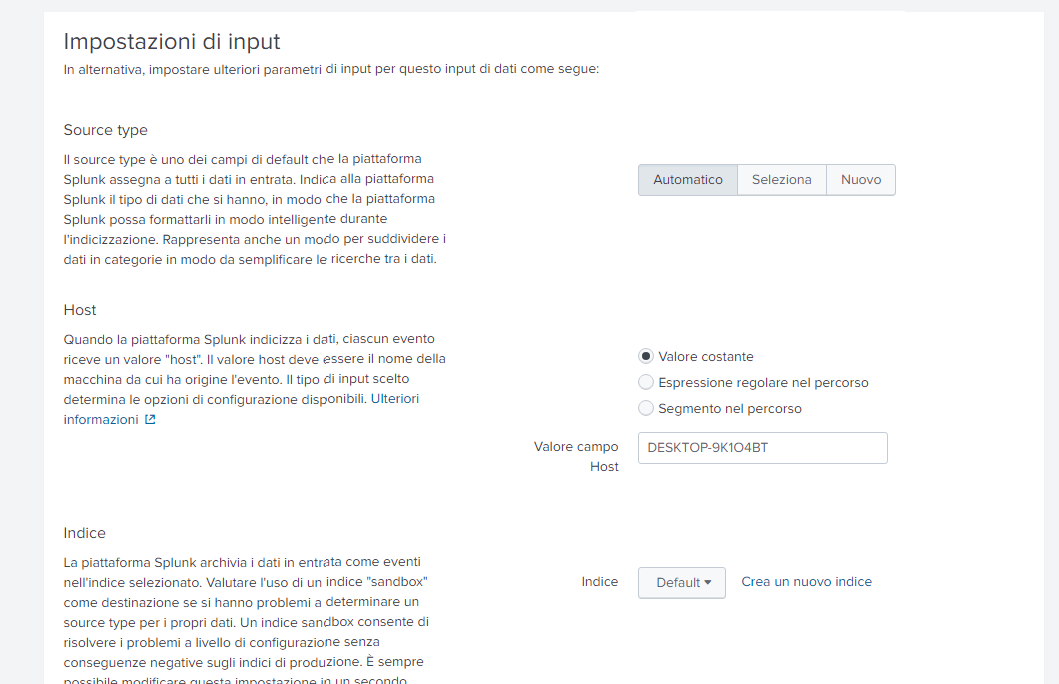 Impostazioni di input
In alternativa, impostare ulteriori parametri di input per questo input di dati come segue:
Source type
Il source type è uno dei campi di default che la piattaforma
Splunk assegna a tutti i dati in entrata. Indica alla piattaforma
Splunk il tipo di dati che si hanno, in modo che la piattaforma
Splunk possa formattarli in modo intelligente durante
l'indicizzazione. Rappresenta anche un modo per suddividere i
dati in categorie in modo da semplificare le ricerche tra i dati.
Automatico Seleziona Nuovo
Host
Quando la piattaforma Splunk indicizza i dati, ciascun evento
riceve un valore "host". Il valore host deve essere il nome della
macchina da cui ha origine l'evento. Il tipo di input scelto
determina le opzioni di configurazione disponibili. Ulteriori
informazioni
Valore costante
Espressione regolare nel percorso
Segmento nel percorso
Valore campo
Host
DESKTOP-9K1O4BT
Indice
La piattaforma Splunk archivia i dati in entrata come eventi
nell'indice selezionato. Valutare l'uso di un indice "sandbox"
come destinazione se si hanno problemi a determinare un
source type per i propri dati. Un indice sandbox consente di
risolvere i problemi a livello di configurazione senza
conseguenze negative sugli indici di produzione. È sempre
possibile modificare questa impostazione in un secondo
Indice Default Crea un nuovo indice